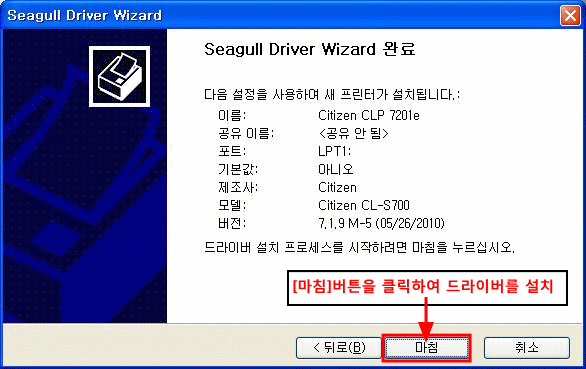 Seagull Driver Wizard
Seagull Driver Wizard 완료
다음 설정을 사용하여 새 프린터가 설치됩니다.:
이름: Citizen CLP 7201e
공유 이름: <공유 안 됨>
포트: LPT1:
기본값: 아니오
제조사: Citizen
모델: Citizen CL-S700
버전: 7,1,9 M-5 (05/26/2010)
드라이버 설치 프로세스를 시작하려면 마침을 누르십시오.
[마침]버튼을 클릭하여 드라이버를 설치
< 뒤로(B) 마침 취소